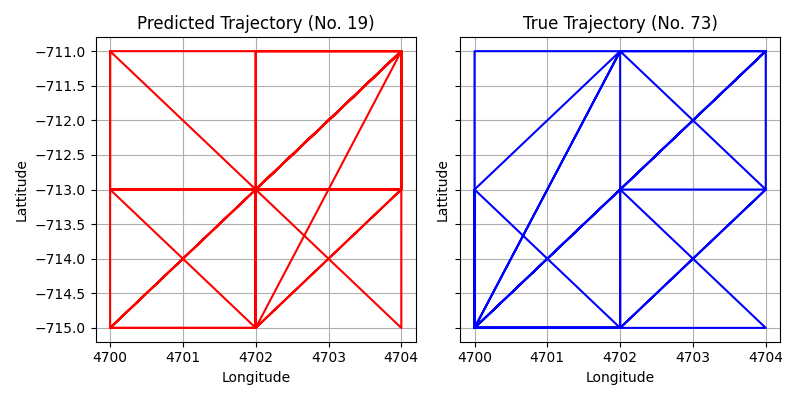 Predicted Trajectory (No. 19)
True Trajectory (No. 73)
−711.0
−711.5
−712.0
−712.5
−713.0
−713.5
−714.0
−714.5
−715.0
Lattitude
Lattitude
4700 4701 4702 4703 4704
4700 4701 4702 4703 4704
Longitude
Longitude